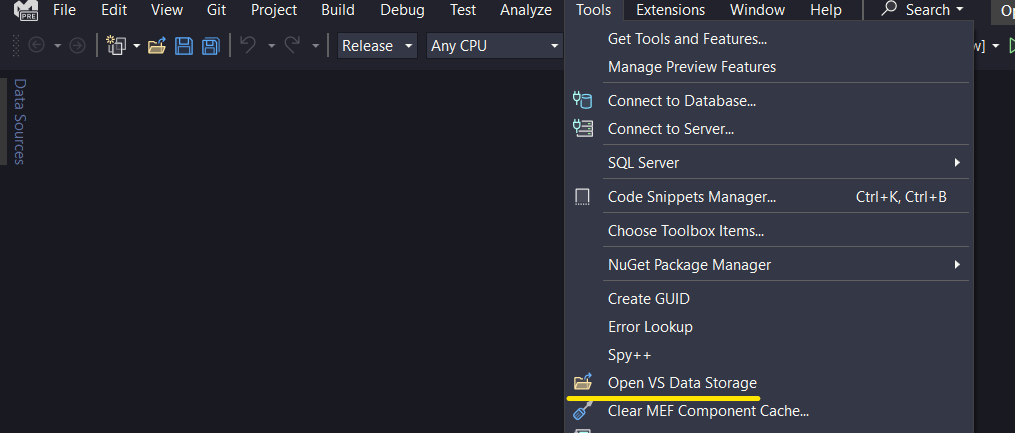 PRE
File Edit View Git Project Build Debug Test Analyze Tools Extensions Window Help Search Op
Release Any CPU w]
Data Sources
Get Tools and Features...
Manage Preview Features
Connect to Database...
Connect to Server...
SQL Server
Code Snippets Manager... Ctrl+K, Ctrl+B
Choose Toolbox Items...
NuGet Package Manager
Create GUID
Error Lookup
Spy++
Open VS Data Storage
Clear MEF Component Cache...